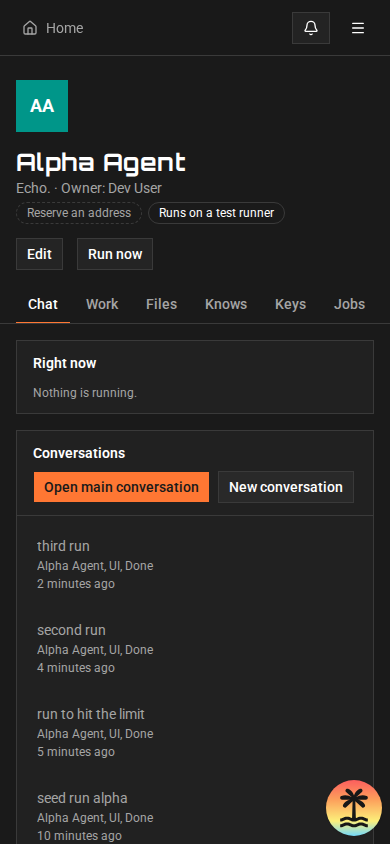 Home
AA
Alpha Agent
Echo. · Owner: Dev User
Reserve an address Runs on a test runner
Edit Run now
Chat Work Files Knows Keys Jobs
Right now
Nothing is running.
Conversations
Open main conversation New conversation
third run
Alpha Agent, UI, Done
2 minutes ago
second run
Alpha Agent, UI, Done
4 minutes ago
run to hit the limit
Alpha Agent, UI, Done
5 minutes ago
seed run alpha
Alpha Agent, UI, Done
10 minutes ago